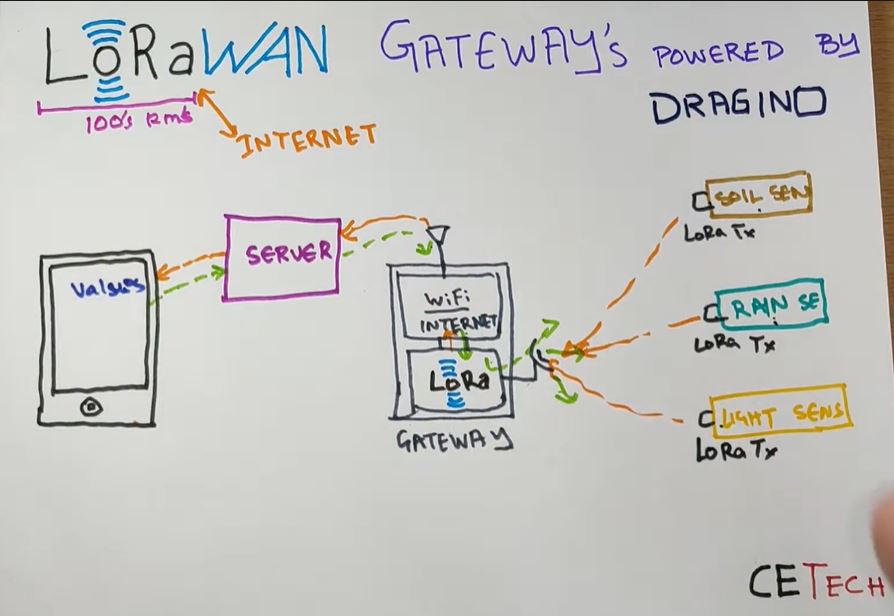 LoRaWAN GATEWAY's POWERED BY
DRAGINO
100's kms
INTERNET
SOIL SEN
LoRa Tx
SERVER
Values
WiFi
INTERNET
RAIN SE
LoRa Tx
LoRa
GATEWAY
LIGHT SENS
LoRa Tx
CETECH